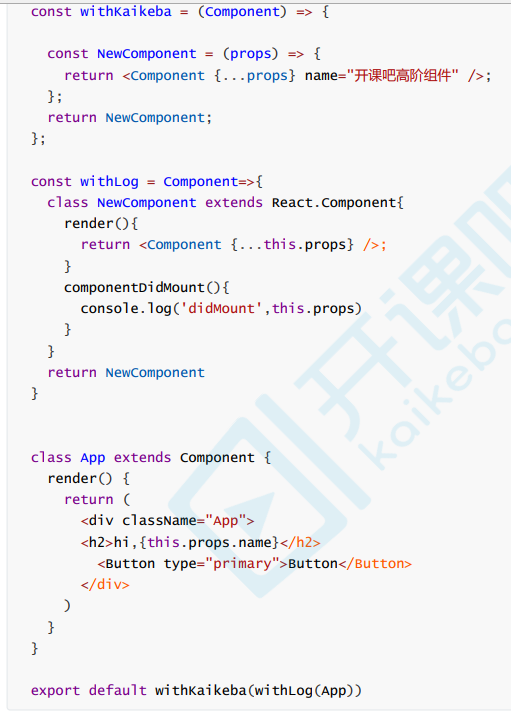 const withKaikeba = (Component) => {
  const NewComponent = (props) => {
    return <Component {...props} name="开课吧高阶组件" />;
  };
  return NewComponent;
};
const withLog = Component=>{
  class NewComponent extends React.Component{
    render(){
      return <Component {...this.props} />;
    }
    componentDidMount(){
      console.log('didMount',this.props)
    }
  }
  return NewComponent
}
class App extends Component {
  render() {
    return (
      <div className="App">
      <h2>hi,{this.props.name}</h2>
        <Button type="primary">Button</Button>
      </div>
    )
  }
}
export default withKaikeba(withLog(App))
开课吧
kaikeba